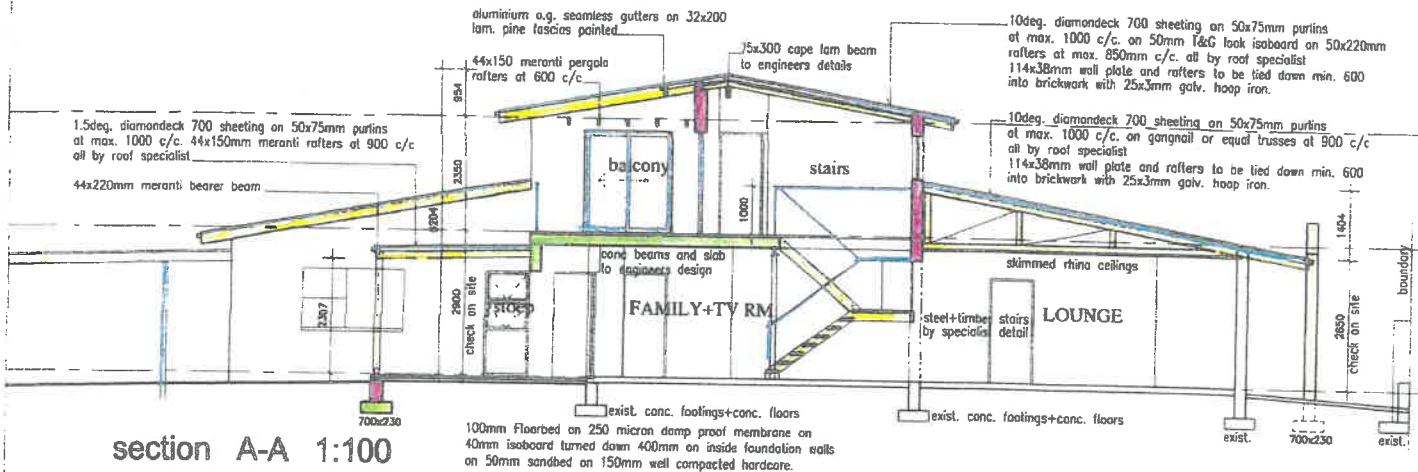 aluminium o.g. seamless gutters on 32x200
lam. pine fascias painted
44x150 meranti pergola
rafters at 600 c/c
75x300 cape lam beam
to engineers details
10deg. diamondeck 700 sheeting on 50x75mm purlins
at max. 1000 c/c. on 50mm T&G look isoboard on 50x220mm
rafters at max. 850mm c/c. all by roof specialist
114x38mm wall plate and rafters to be tied down min. 600
into brickwark with 25x3mm galv. hoop iron.
10deg. diamondeck 700 sheeting on 50x75mm purlins
at max. 1000 c/c. on gangnail or equal trusses at 900 c/c
all by roof specialist
114x38mm wall plate and rafters to be tied down min. 600
into brickwork with 25x3mm galv. hoop iron.
1.5deg. diamondeck 700 sheeting on 50x75mm purlins
at max. 1000 c/c. 44x150mm meranti rafters at 900 c/c
all by roof specialist
44x220mm meranti bearer beam
954
2350
6204
2900
check on site
2307
balcony
stairs
1000
1404
boundary
conc beams and slab
to engineers design
skimmed rhino ceilings
stoep
FAMILY+TV RM
steel+timber stairs
by specialis detail
LOUNGE
2650
check on site
700x230
exist. conc. footings+conc. floors
exist. conc. footings+conc. floors
exist.
700x230
exist.
section A-A 1:100
100mm Floorbed on 250 micron damp proof membrane on
40mm isoboard turned down 400mm on inside foundation walls
on 50mm sandbed on 150mm well compacted hardcore.